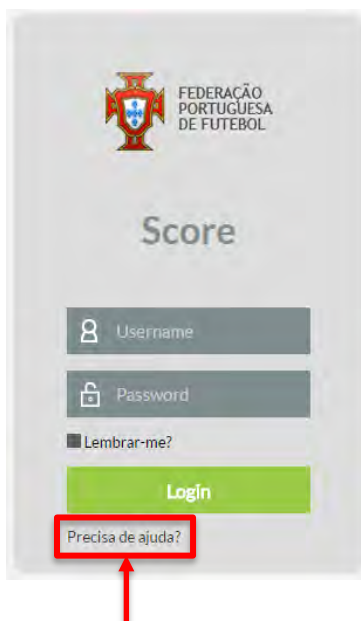 FEDERAÇÃO
PORTUGUESA
DE FUTEBOL
Score
Username
Password
Lembrar-me?
Login
Precisa de ajuda?